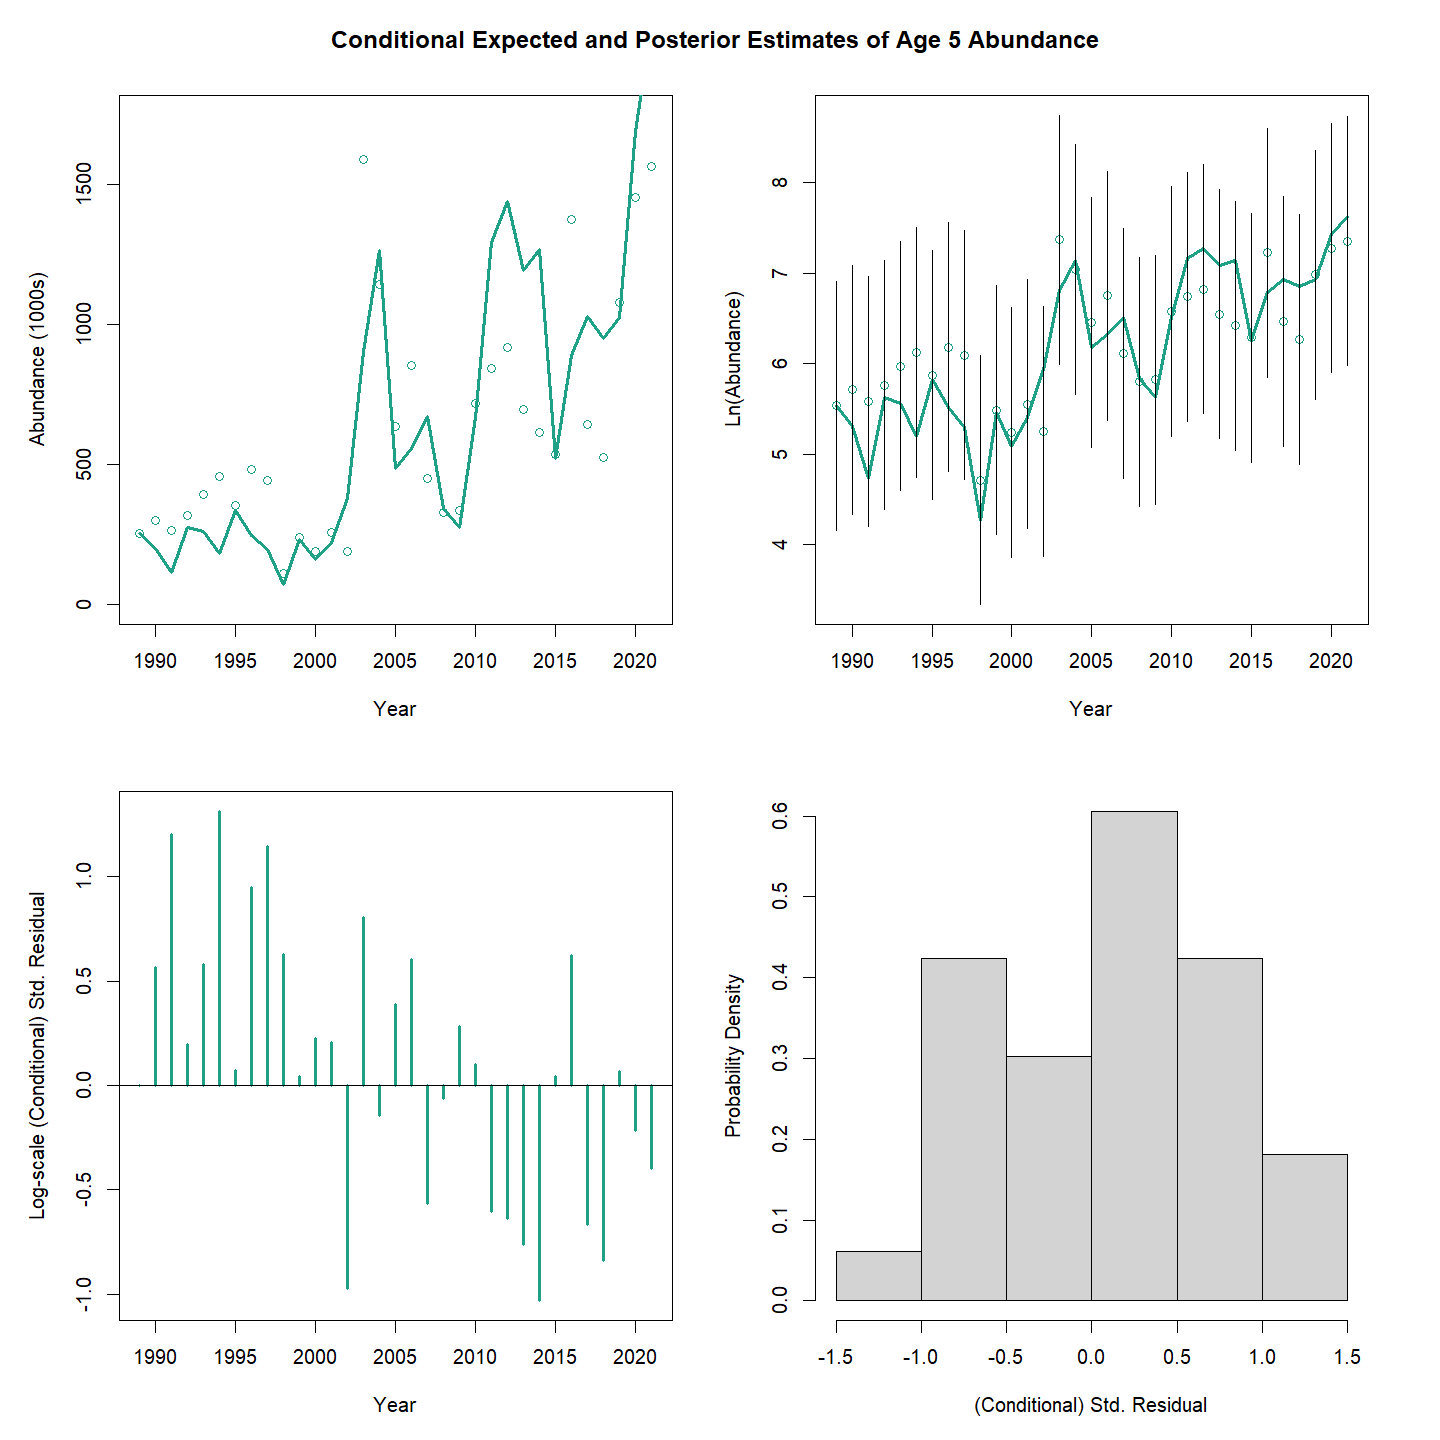 Conditional Expected and Posterior Estimates of Age 5 Abundance
Abundance (1000s)
1500
1000
500
0
1990 1995 2000 2005 2010 2015 2020
Year
Ln(Abundance)
8
7
6
5
4
1990 1995 2000 2005 2010 2015 2020
Year
Log-scale (Conditional) Std. Residual
1.0
0.5
0.0
-0.5
-1.0
1990 1995 2000 2005 2010 2015 2020
Year
Probability Density
0.6
0.5
0.4
0.3
0.2
0.1
0.0
-1.5 -1.0 -0.5 0.0 0.5 1.0 1.5
(Conditional) Std. Residual